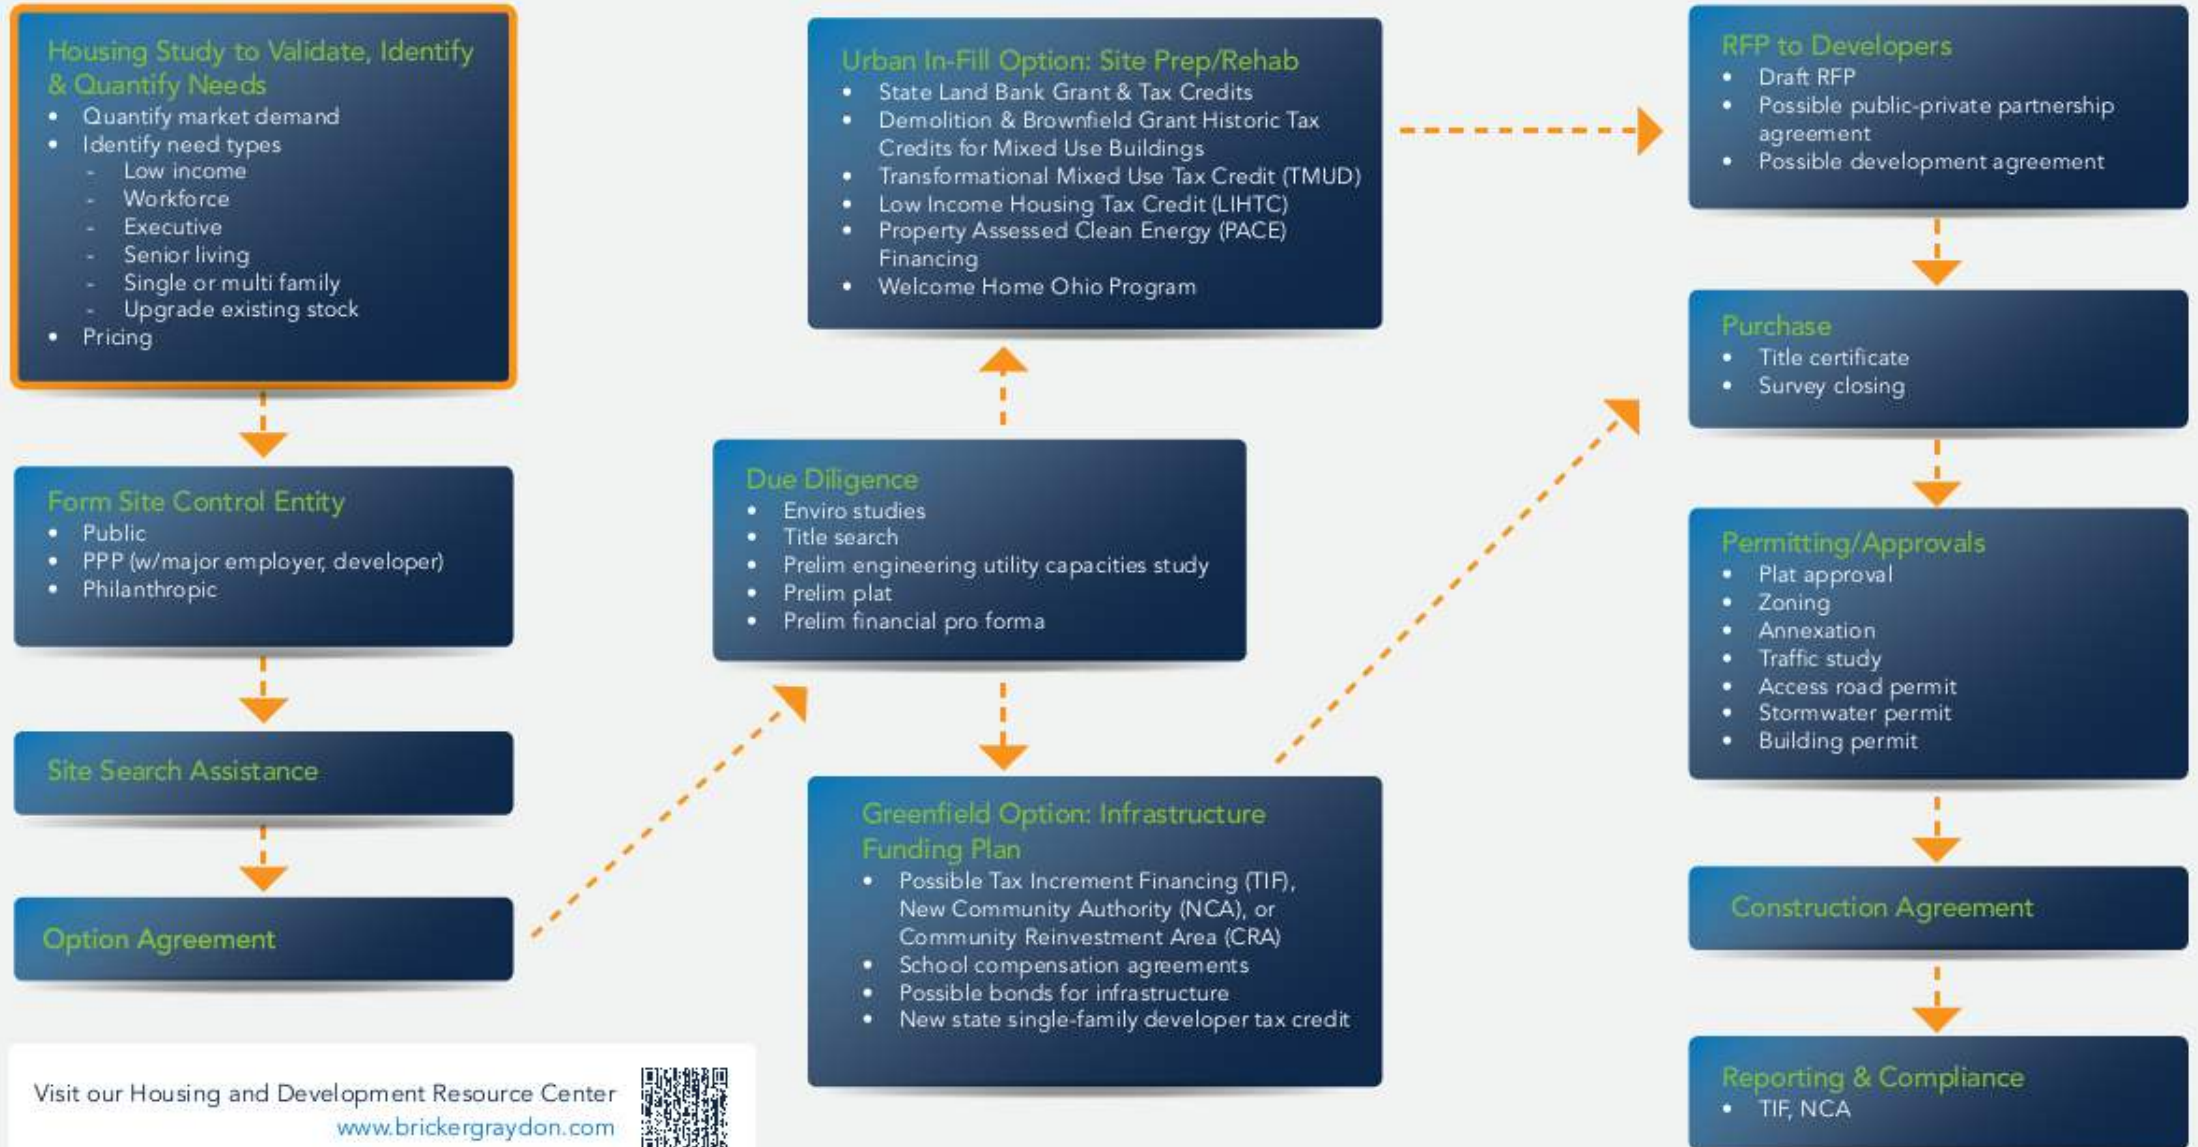 Housing Study to Validate, Identify
& Quantify Needs
• Quantify market demand
• Identify need types
- Low income
- Workforce
- Executive
- Senior living
- Single or multi family
- Upgrade existing stock
• Pricing
Form Site Control Entity
• Public
• PPP (w/major employer, developer)
• Philanthropic
Site Search Assistance
Option Agreement
Due Diligence
• Enviro studies
• Title search
• Prelim engineering utility capacities study
• Prelim plat
• Prelim financial pro forma
Urban In-Fill Option: Site Prep/Rehab
• State Land Bank Grant & Tax Credits
• Demolition & Brownfield Grant Historic Tax
Credits for Mixed Use Buildings
• Transformational Mixed Use Tax Credit (TMUD)
• Low Income Housing Tax Credit (LIHTC)
• Property Assessed Clean Energy (PACE)
Financing
• Welcome Home Ohio Program
Greenfield Option: Infrastructure
Funding Plan
• Possible Tax Increment Financing (TIF),
New Community Authority (NCA), or
Community Reinvestment Area (CRA)
• School compensation agreements
• Possible bonds for infrastructure
• New state single-family developer tax credit
RFP to Developers
• Draft RFP
• Possible public-private partnership
agreement
• Possible development agreement
Purchase
• Title certificate
• Survey closing
Permitting/Approvals
• Plat approval
• Zoning
• Annexation
• Traffic study
• Access road permit
• Stormwater permit
• Building permit
Construction Agreement
Reporting & Compliance
• TIF, NCA
Visit our Housing and Development Resource Center
www.brickergraydon.com